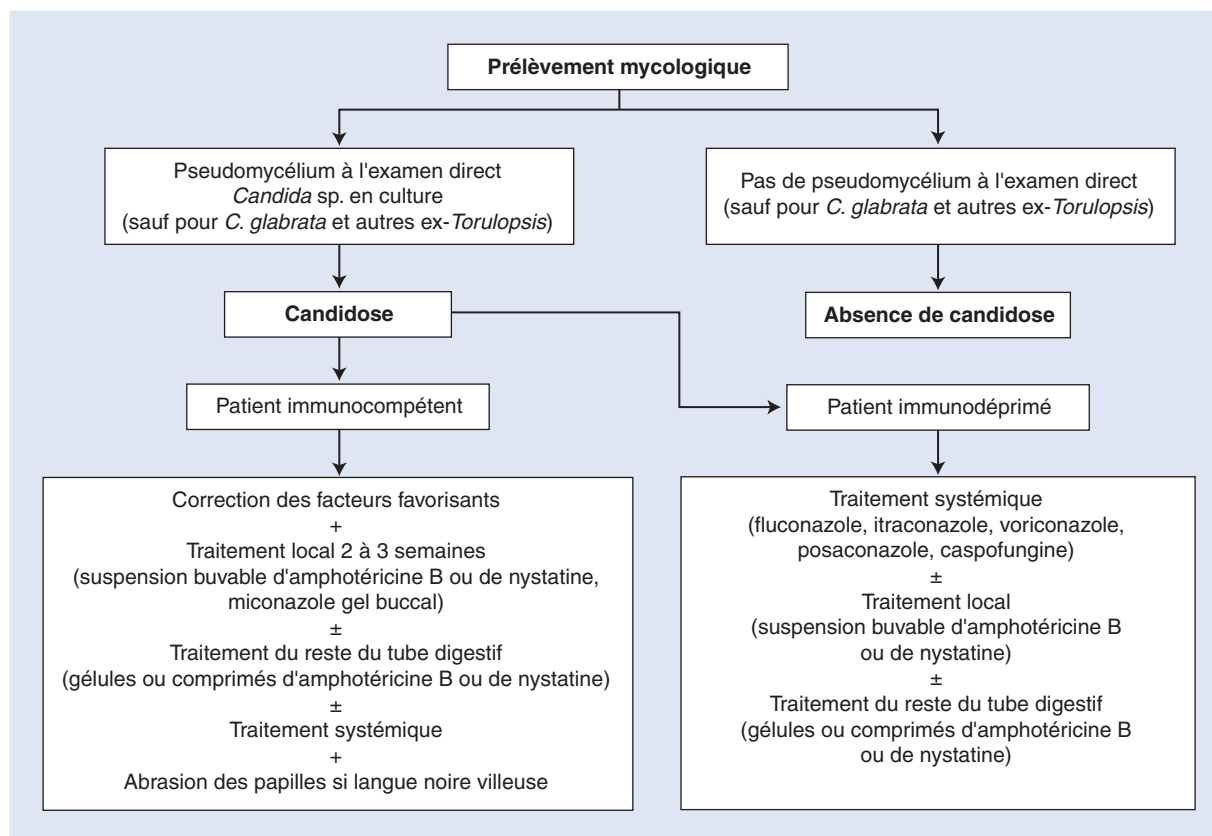 Prélèvement mycologique
Pseudomycélium à l'examen direct
Candida sp. en culture
(sauf pour C. glabrata et autres ex-Torulopsis)
Pas de pseudomycélium à l'examen direct
(sauf pour C. glabrata et autres ex-Torulopsis)
Candidose
Absence de candidose
Patient immunocompétent
Patient immunodéprimé
Correction des facteurs favorisants
+
Traitement local 2 à 3 semaines
(suspension buvable d'amphotéricine B ou de nystatine,
miconazole gel buccal)
±
Traitement du reste du tube digestif
(gélules ou comprimés d'amphotéricine B ou de nystatine)
±
Traitement systémique
+
Abrasion des papilles si langue noire villeuse
Traitement systémique
(fluconazole, itraconazole, voriconazole,
posaconazole, caspofungine)
±
Traitement local
(suspension buvable d'amphotéricine B
ou de nystatine)
±
Traitement du reste du tube digestif
(gélules ou comprimés d'amphotéricine B
ou de nystatine)